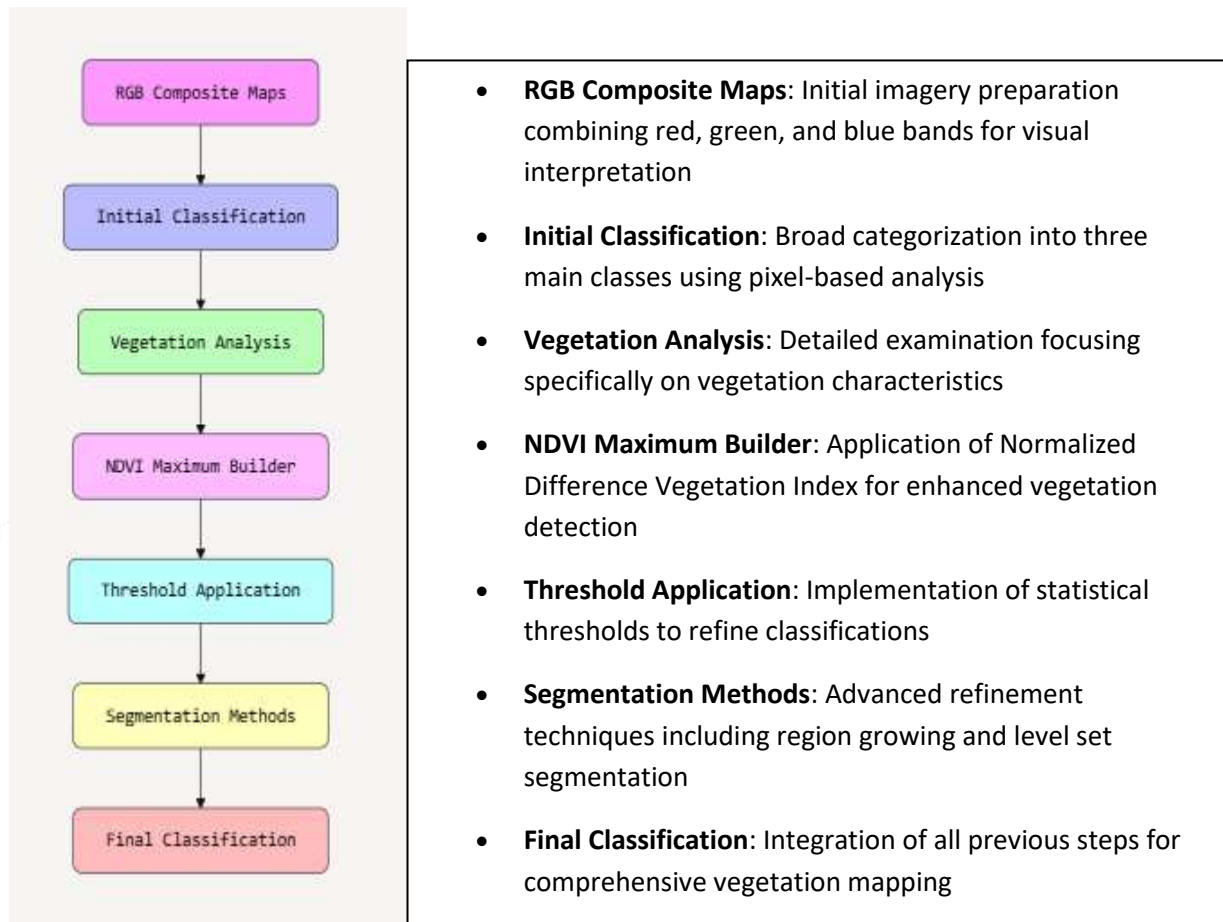 RGB Composite Maps
Initial Classification
Vegetation Analysis
NDVI Maximum Builder
Threshold Application
Segmentation Methods
Final Classification
• RGB Composite Maps: Initial imagery preparation
combining red, green, and blue bands for visual
interpretation
• Initial Classification: Broad categorization into three
main classes using pixel-based analysis
• Vegetation Analysis: Detailed examination focusing
specifically on vegetation characteristics
• NDVI Maximum Builder: Application of Normalized
Difference Vegetation Index for enhanced vegetation
detection
• Threshold Application: Implementation of statistical
thresholds to refine classifications
• Segmentation Methods: Advanced refinement
techniques including region growing and level set
segmentation
• Final Classification: Integration of all previous steps for
comprehensive vegetation mapping